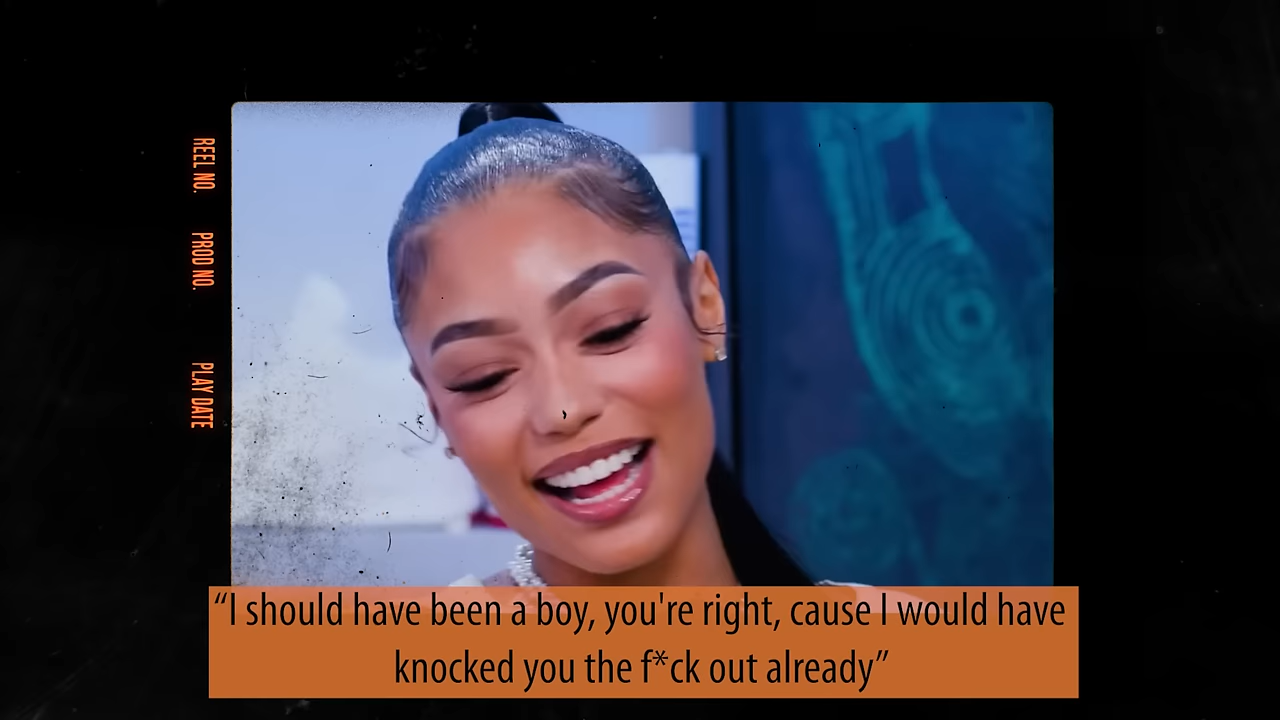 REEL NO.
PROD NO.
PLAY DATE
“I should have been a boy, you're right, cause I would have
knocked you the f*ck out already”